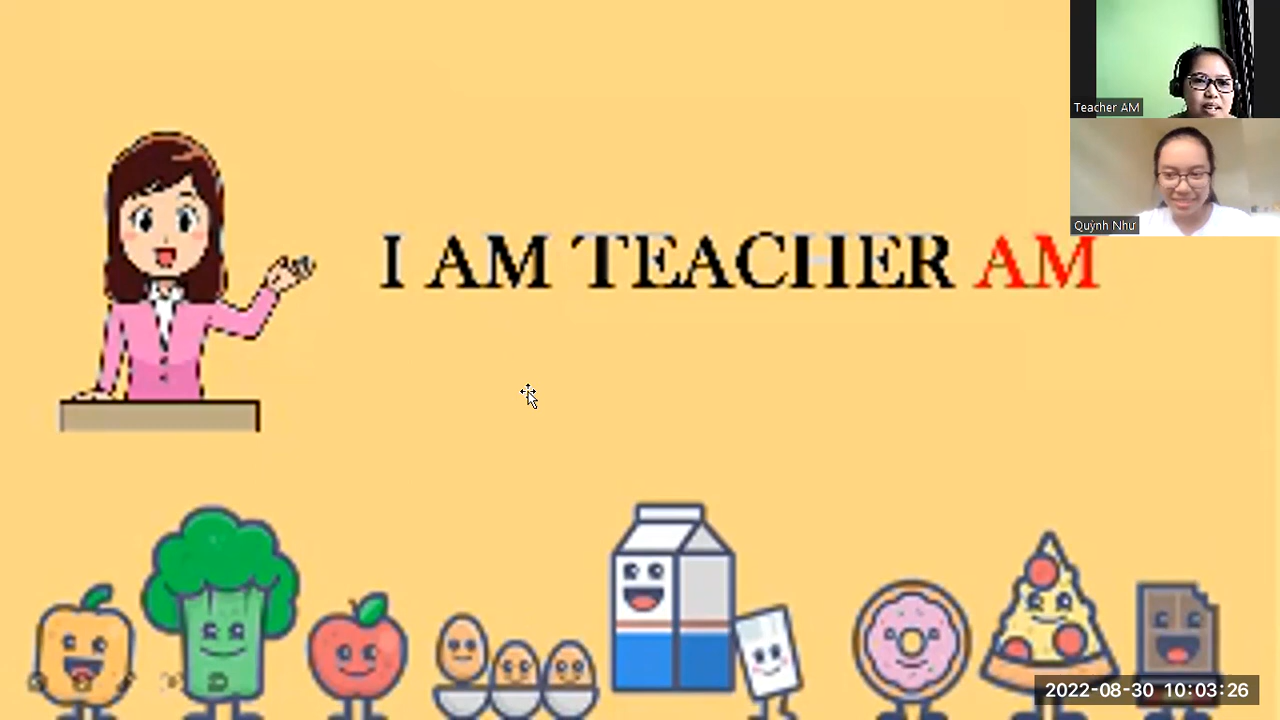 Teacher AM
Quỳnh Như
I AM TEACHER AM
2022-08-30 10:03:26